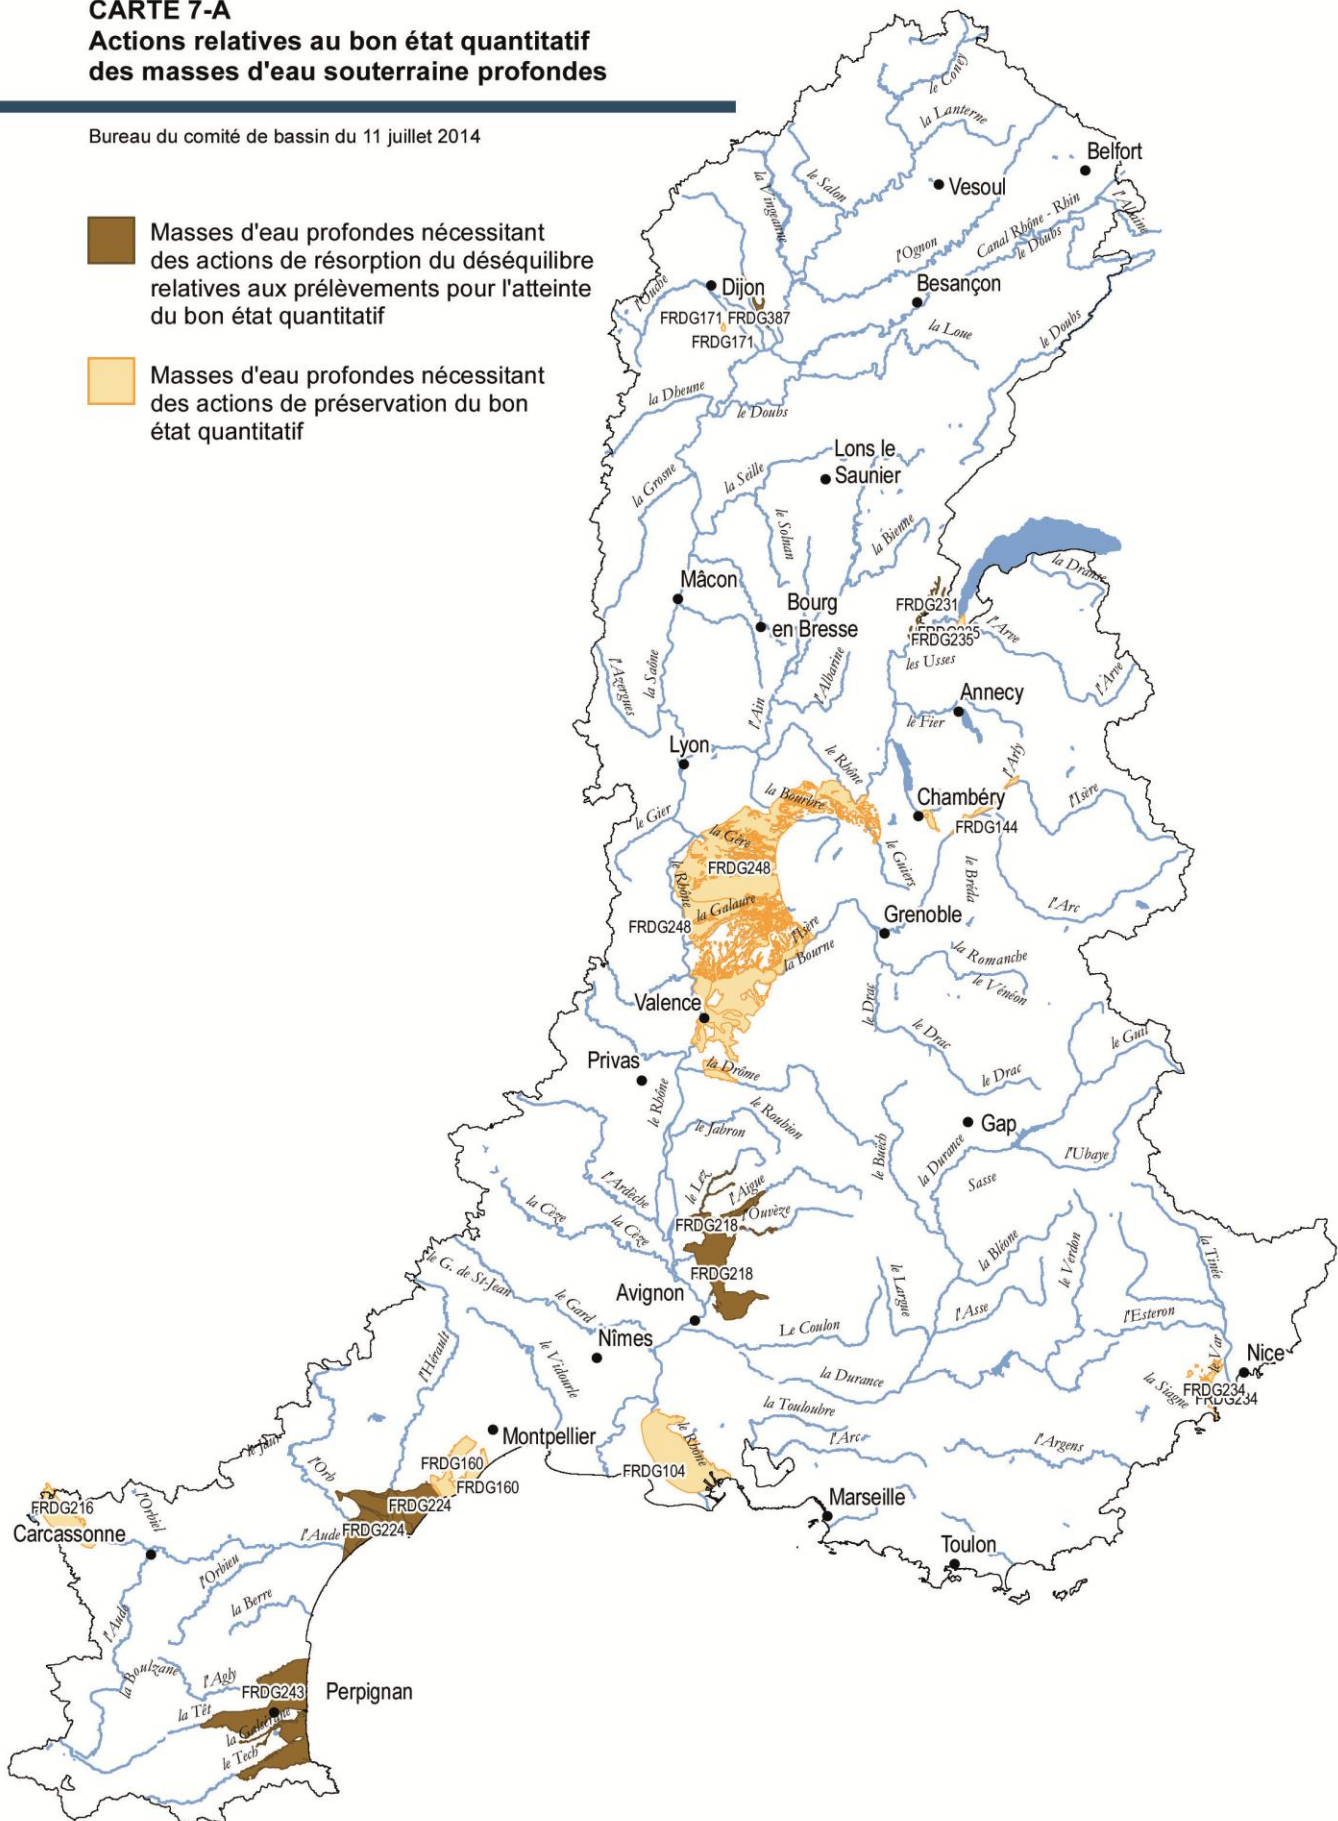 CARTE 7-A
Actions relatives au bon état quantitatif
des masses d'eau souterraine profondes
Bureau du comité de bassin du 11 juillet 2014
Masses d'eau profondes nécessitant
des actions de résorption du déséquilibre
relatives aux prélèvements pour l'atteinte
du bon état quantitatif
Masses d'eau profondes nécessitant
des actions de préservation du bon
état quantitatif
le Coney
la Lanterne
Belfort
Vesoul
le Salon
la Vingeanne
l'Allaine
Canal Rhône - Rhin
le Doubs
l'Ognon
Besançon
l'Ouche
Dijon
FRDG171
FRDG387
FRDG171
la Loue
le Doubs
la Dheune
le Doubs
Lons le
Saunier
la Grosne
la Seille
le Solnan
la Bienne
la Dranse
Mâcon
Bourg
en Bresse
FRDG231
FRDG235
FRDG235
l'Arve
les Usses
l'Arve
l'Azergues
la Saône
l'Albarine
l'Ain
Annecy
le Fier
Lyon
le Rhône
l'Arly
la Bourbre
Chambéry
l'Isère
le Gier
FRDG144
la Gère
le Guiers
FRDG248
le Bréda
le Rhône
la Galaure
l'Arc
FRDG248
Grenoble
l'Isère
la Bourne
la Romanche
le Vénéon
Valence
le Drac
le Drac
le Guil
Privas
la Drôme
le Drac
le Rhône
le Roubion
le Jabron
Gap
le Buëch
la Durance
l'Ubaye
Sasse
l'Ardèche
le Lez
l'Aigue
la Cèze
l'Ouvèze
la Cèze
FRDG218
la Bléone
le Verdon
la Tinée
le G. de St-Jean
FRDG218
le Largue
Avignon
le Gard
l'Asse
l'Esteron
Le Coulon
Nîmes
l'Hérault
le Vidourle
le Var
Nice
la Durance
la Siagne
FRDG234
FRDG234
la Touloubre
le Rhône
Montpellier
l'Arc
l'Argens
le Jaur
l'Orb
FRDG160
FRDG104
FRDG160
FRDG216
l'Orbiel
FRDG224
Marseille
Carcassonne
l'Aude
FRDG224
Toulon
l'Orbieu
la Berre
l'Aude
la Boulzane
l'Agly
FRDG243
Perpignan
la Têt
le Tech